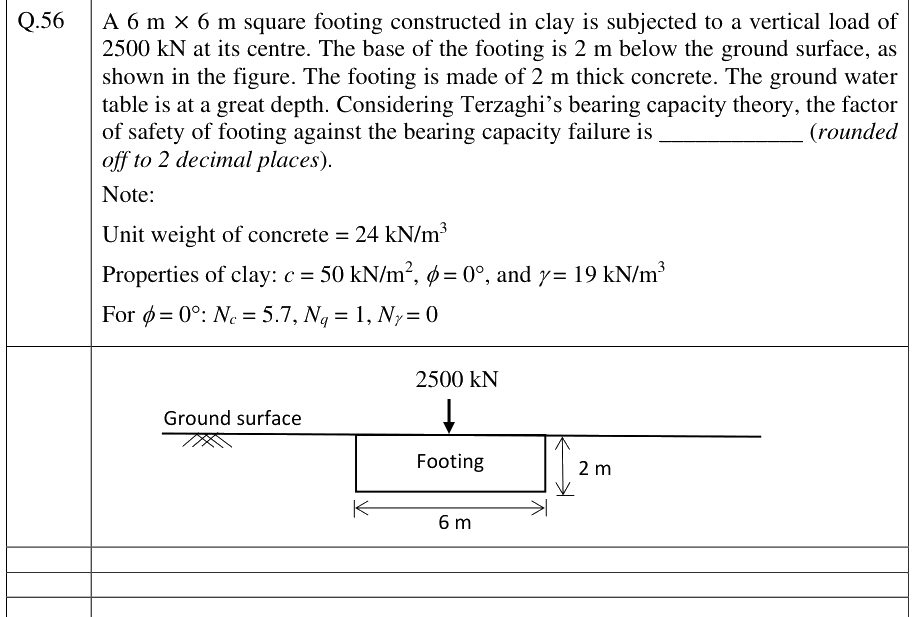 Q.56
A 6 m × 6 m square footing constructed in clay is subjected to a vertical load of
2500 kN at its centre. The base of the footing is 2 m below the ground surface, as
shown in the figure. The footing is made of 2 m thick concrete. The ground water
table is at a great depth. Considering Terzaghi’s bearing capacity theory, the factor
of safety of footing against the bearing capacity failure is ____________ (rounded
off to 2 decimal places).
Note:
Unit weight of concrete = 24 kN/m³
Properties of clay: c = 50 kN/m², ϕ = 0°, and γ = 19 kN/m³
For ϕ = 0°: N_c = 5.7, N_q = 1, N_γ = 0
2500 kN
Ground surface
Footing
2 m
6 m